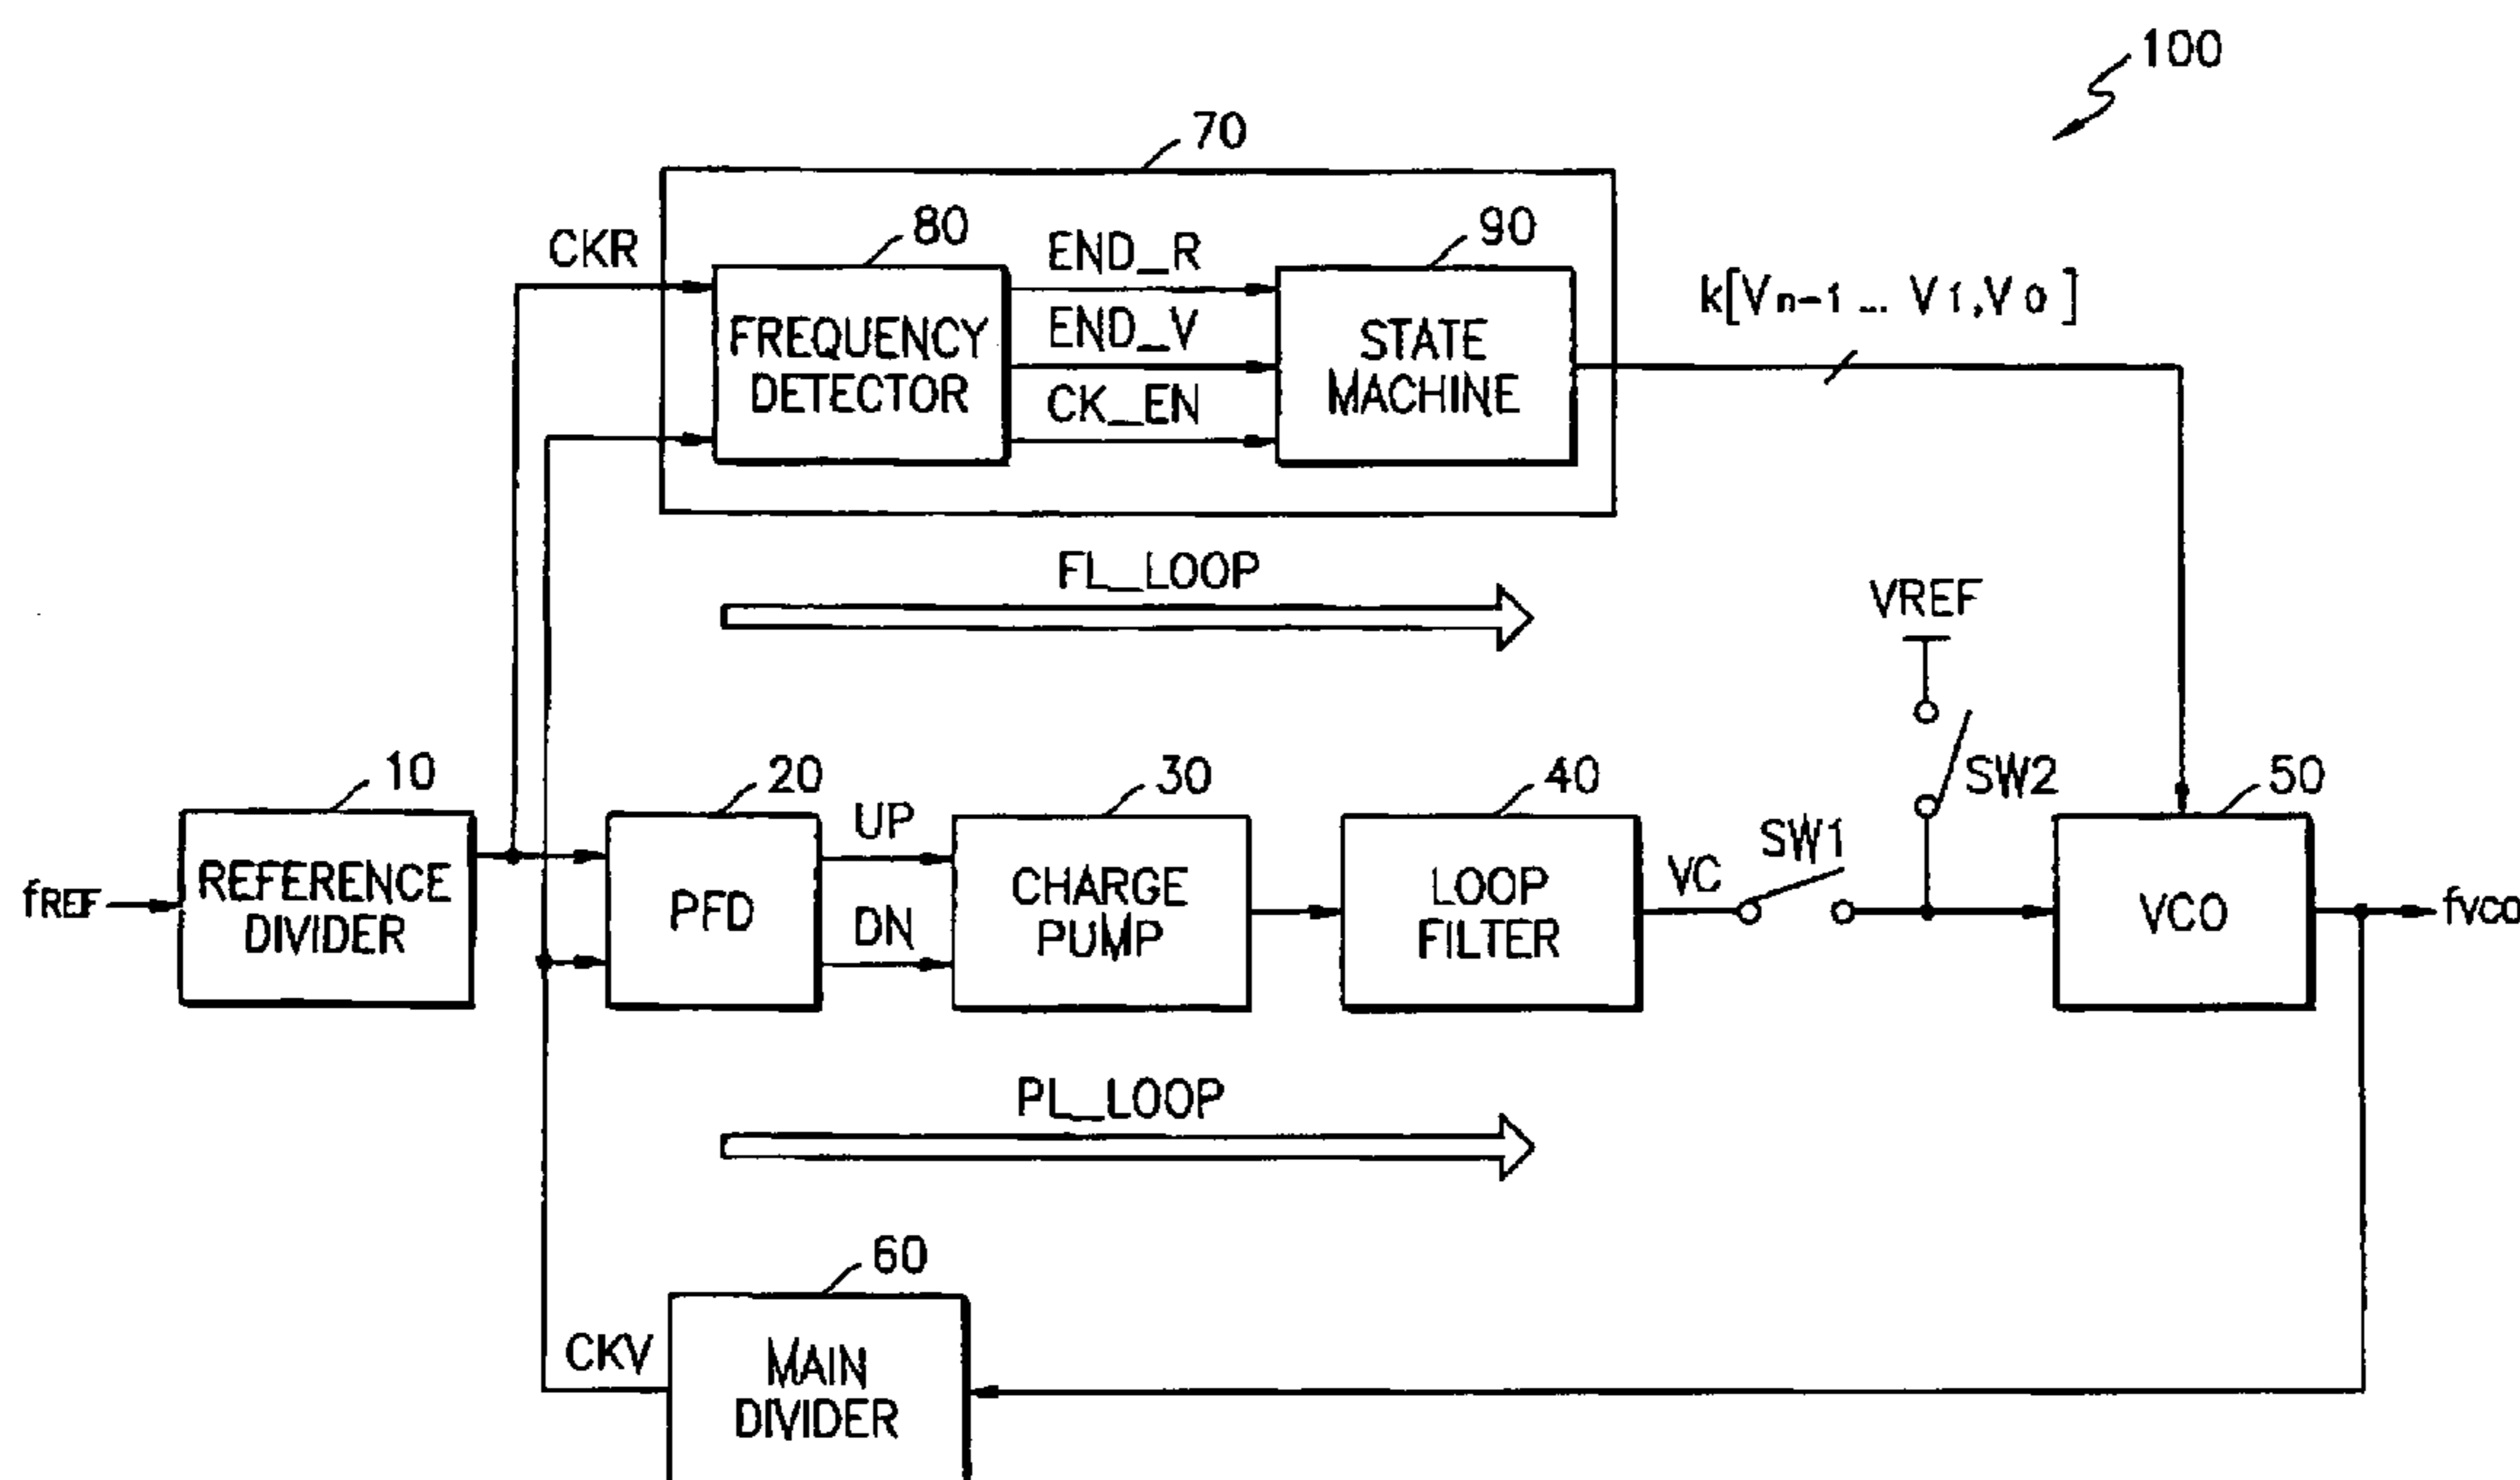 100
70
CKR
80
END_R
90
k[Vn-1 ... V1,V0]
END_V
FREQUENCY
DETECTOR
STATE
MACHINE
CK_EN
FL_LOOP
VREF
10
20
30
40
SW2
50
UP
SW1
REFERENCE
DIVIDER
fREF
PFD
DN
CHARGE
PUMP
LOOP
FILTER
VC
VCO
fVCO
PL_LOOP
60
CKV
MAIN
DIVIDER